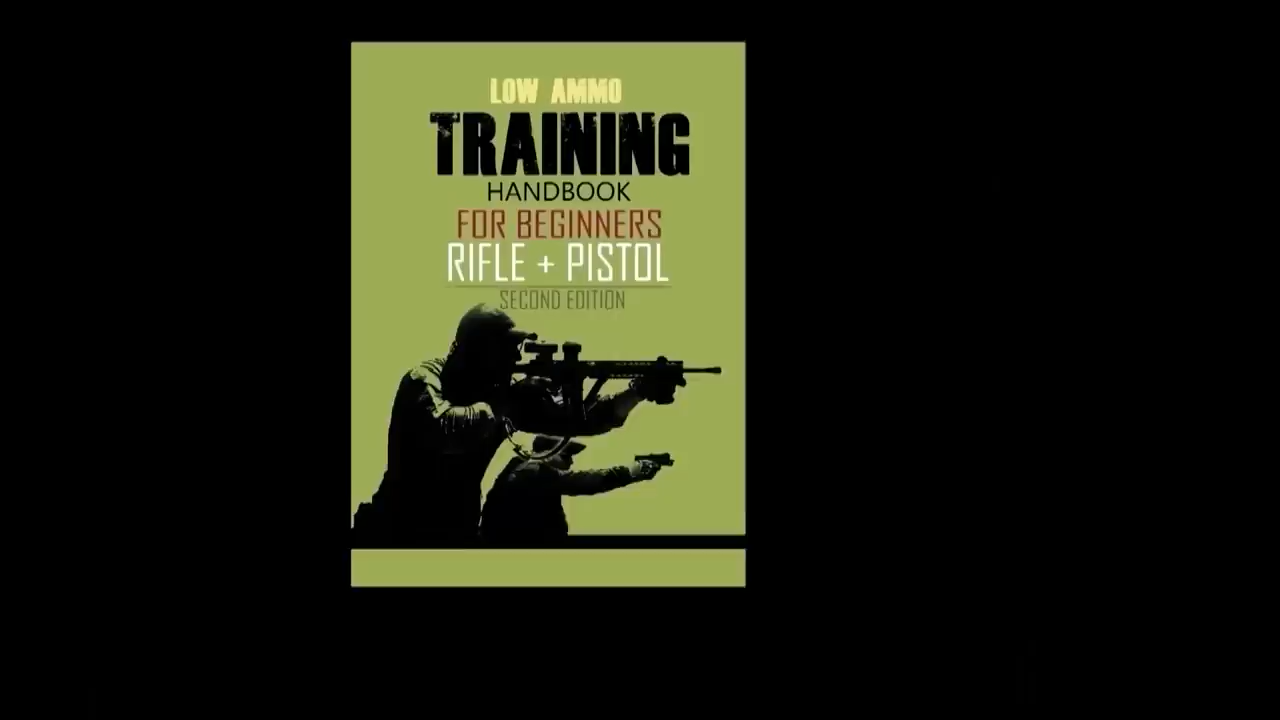 LOW AMMO
TRAINING
HANDBOOK
FOR BEGINNERS
RIFLE + PISTOL
SECOND EDITION